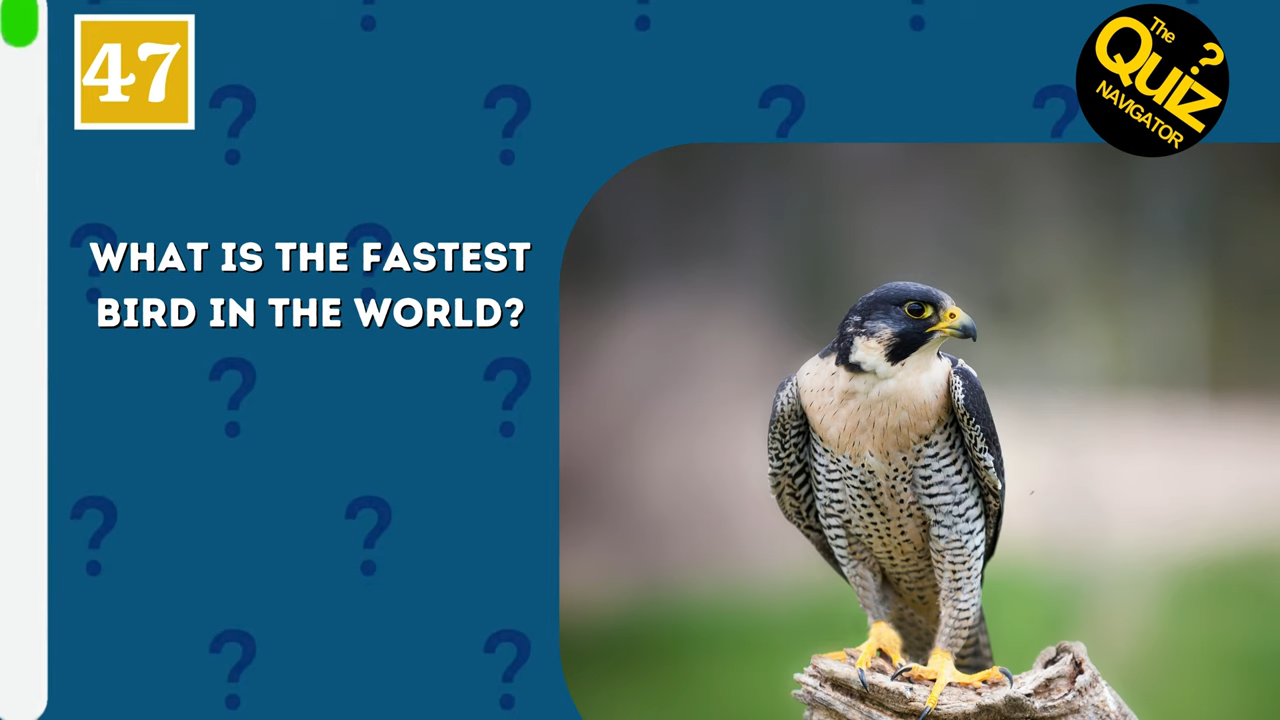 47
The
Quiz
NAVIGATOR
WHAT IS THE FASTEST
BIRD IN THE WORLD?